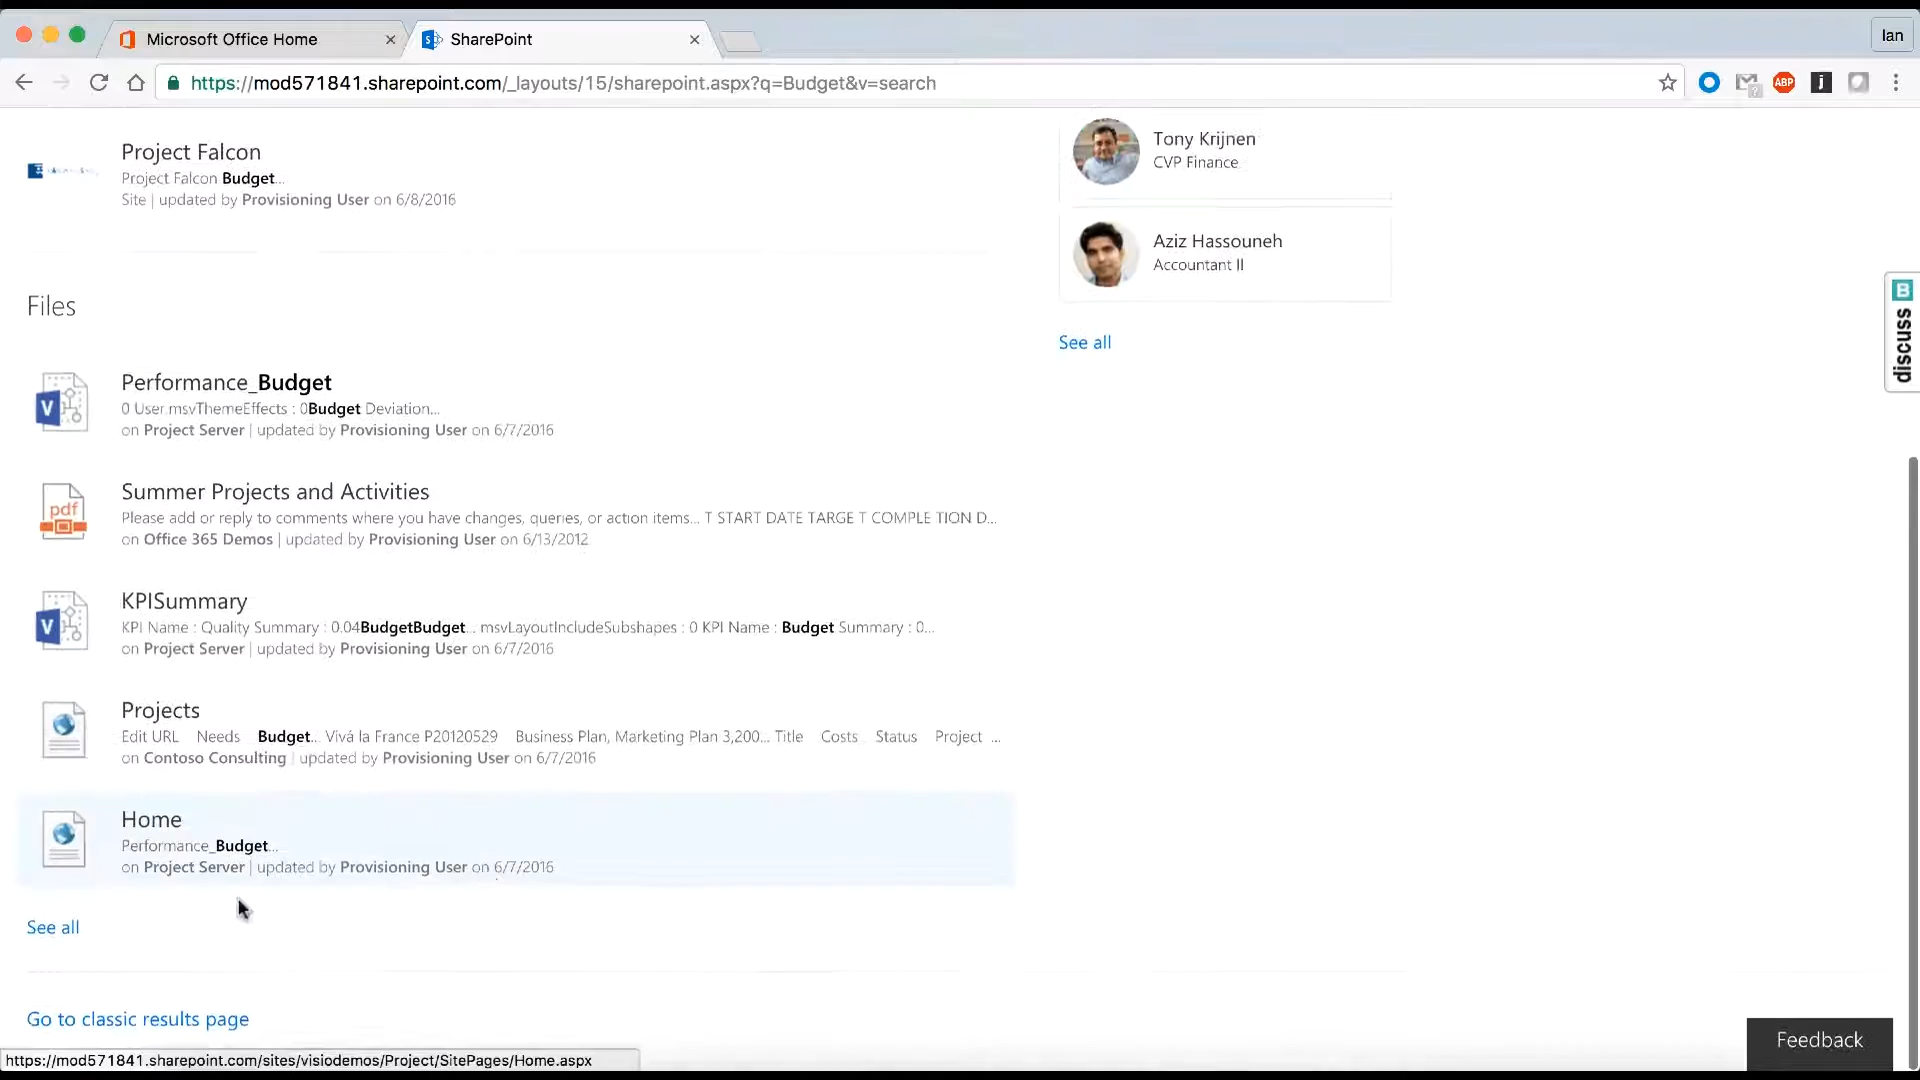 Microsoft Office Home
SharePoint
Ian
https://mod571841.sharepoint.com/_layouts/15/sharepoint.aspx?q=Budget&v=search
ABP
j
Project Falcon
Project Falcon Budget...
Site | updated by Provisioning User on 6/8/2016
Tony Krijnen
CVP Finance
Aziz Hassouneh
Accountant II
See all
B
discuss
Files
V
Performance_Budget
0 User.msvThemeEffects : 0Budget Deviation...
on Project Server | updated by Provisioning User on 6/7/2016
pdf
Summer Projects and Activities
Please add or reply to comments where you have changes, queries, or action items... T START DATE TARGE T COMPLE TION D...
on Office 365 Demos | updated by Provisioning User on 6/13/2012
V
KPISummary
KPI Name : Quality Summary : 0.04BudgetBudget... msvLayoutIncludeSubshapes : 0 KPI Name : Budget Summary : 0...
on Project Server | updated by Provisioning User on 6/7/2016
Projects
Edit URL Needs Budget... Vivá la France P20120529 Business Plan, Marketing Plan 3,200... Title Costs Status Project ...
on Contoso Consulting | updated by Provisioning User on 6/7/2016
Home
Performance_Budget...
on Project Server | updated by Provisioning User on 6/7/2016
See all
Go to classic results page
Feedback
https://mod571841.sharepoint.com/sites/visiodemos/Project/SitePages/Home.aspx